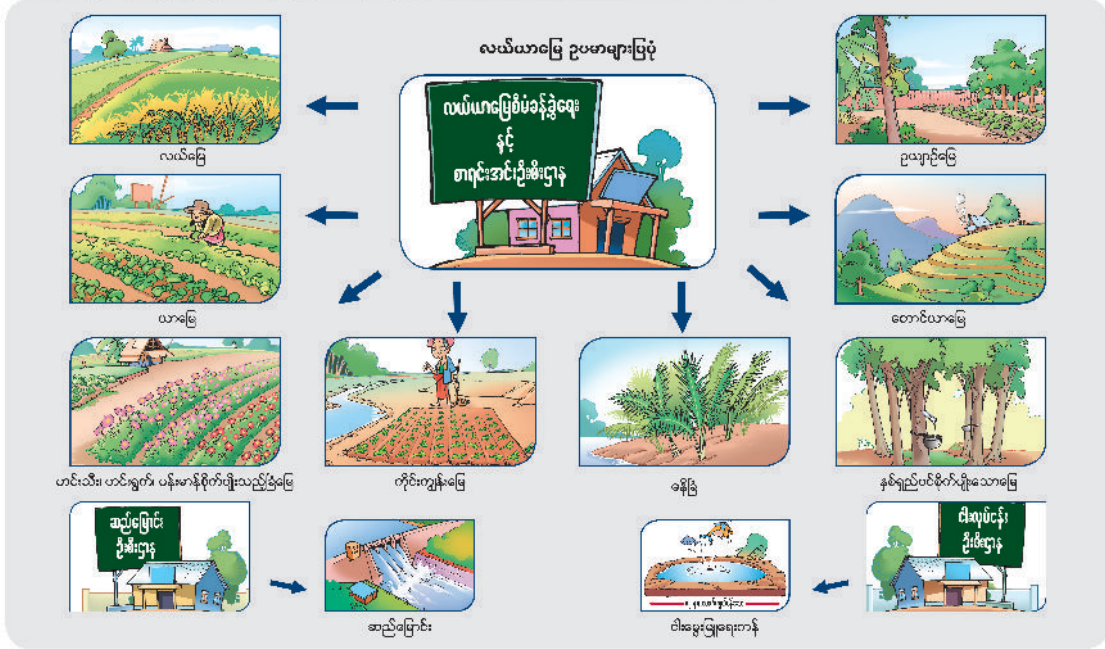 လယ်ယာမြေ ဥပမာများပြပုံ
လယ်ယာမြေစီမံခန့်ခွဲရေး
နှင့်
စာရင်းအင်းဦးစီးဌာန
လယ်မြေ
ဥယျာဉ်မြေ
ယာမြေ
တောင်ယာမြေ
ဟင်းသီး၊ ဟင်းရွက်၊ ပန်းမာန်စိုက်ပျိုးသည့်ခြံမြေ
ကိုင်းကျွန်းမြေ
ဓနိခြံ
နှစ်ရှည်ပင်စိုက်ပျိုးသောမြေ
ဆည်မြောင်း
ဦးစီးဌာန
ငါးလုပ်ငန်း
ဦးစီးဌာန
ဆည်မြောင်း
ငါးမွေးမြူရေးကန်